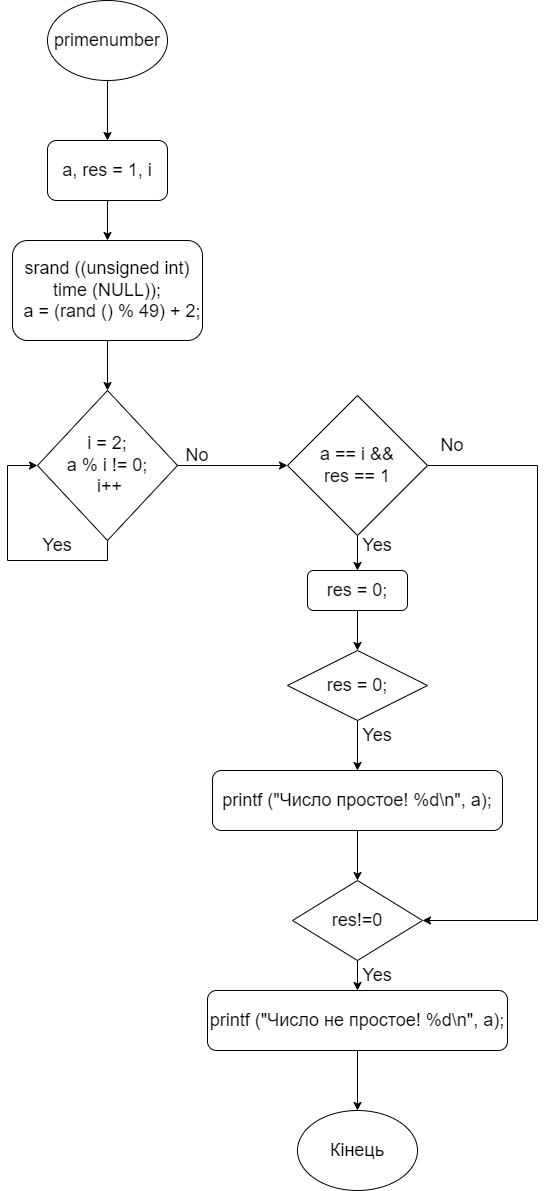 primenumber
a, res = 1, i
srand ((unsigned int)
time (NULL));
a = (rand () % 49) + 2;
i = 2;
a % i != 0;
i++
Yes
No
a == i &&
res == 1
No
Yes
res = 0;
res = 0;
Yes
printf ("Число простое! %d\n", a);
res!=0
Yes
printf ("Число не простое! %d\n", a);
Кінець